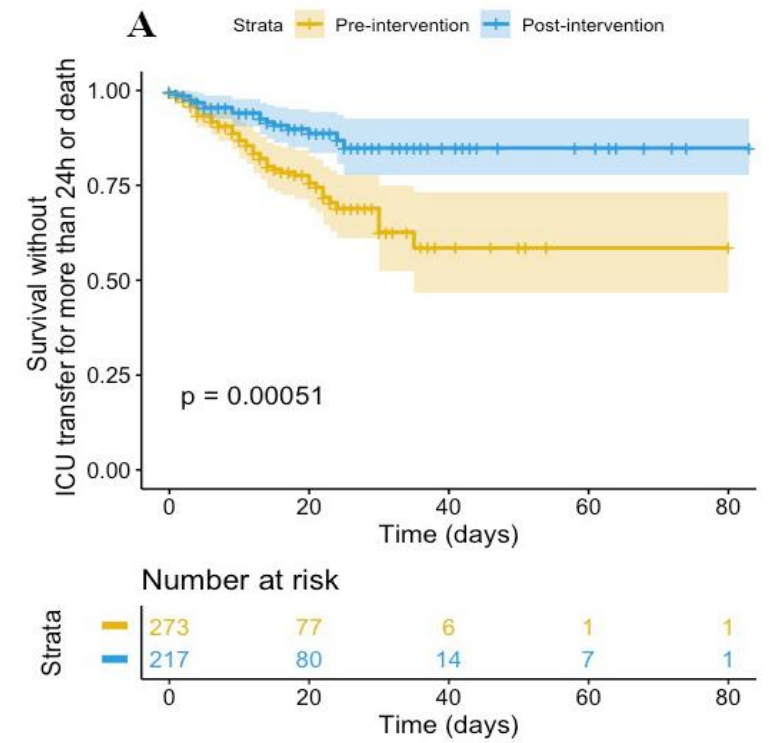 A
Strata Pre-intervention Post-intervention
Survival without
ICU transfer for more than 24h or death
1.00
0.75
0.50
0.25
0.00
p = 0.00051
0 20 40 60 80
Time (days)
Number at risk
Strata
273 77 6 1 1
217 80 14 7 1
0 20 40 60 80
Time (days)